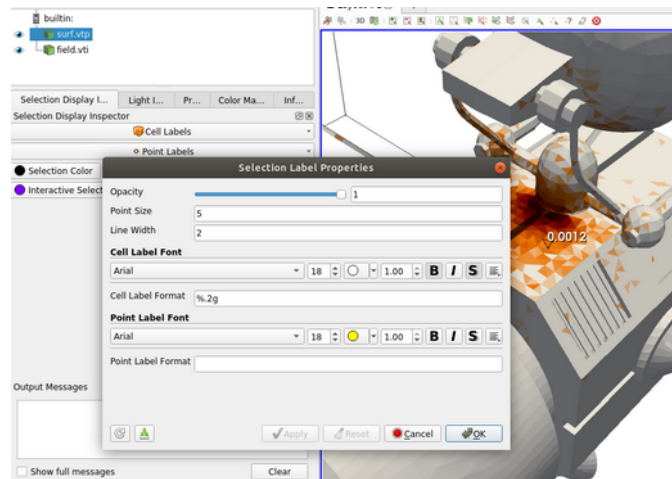 builtin:
surf.vtp
field.vti
3D
Selection Display I...
Light I...
Pr...
Color Ma...
Inf...
Selection Display Inspector
Cell Labels
Point Labels
Selection Color
Interactive Select
Selection Label Properties
Opacity
1
Point Size
5
Line Width
2
Cell Label Font
Arial
18
1.00
B I S
Cell Label Format
%.2g
Point Label Font
Arial
18
1.00
B I S
Point Label Format
Apply
Reset
Cancel
OK
0.0012
Output Messages
Show full messages
Clear